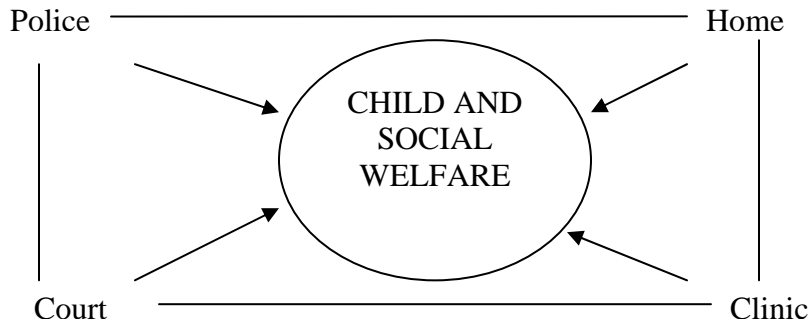 Police
Home
CHILD AND
SOCIAL
WELFARE
Court
Clinic